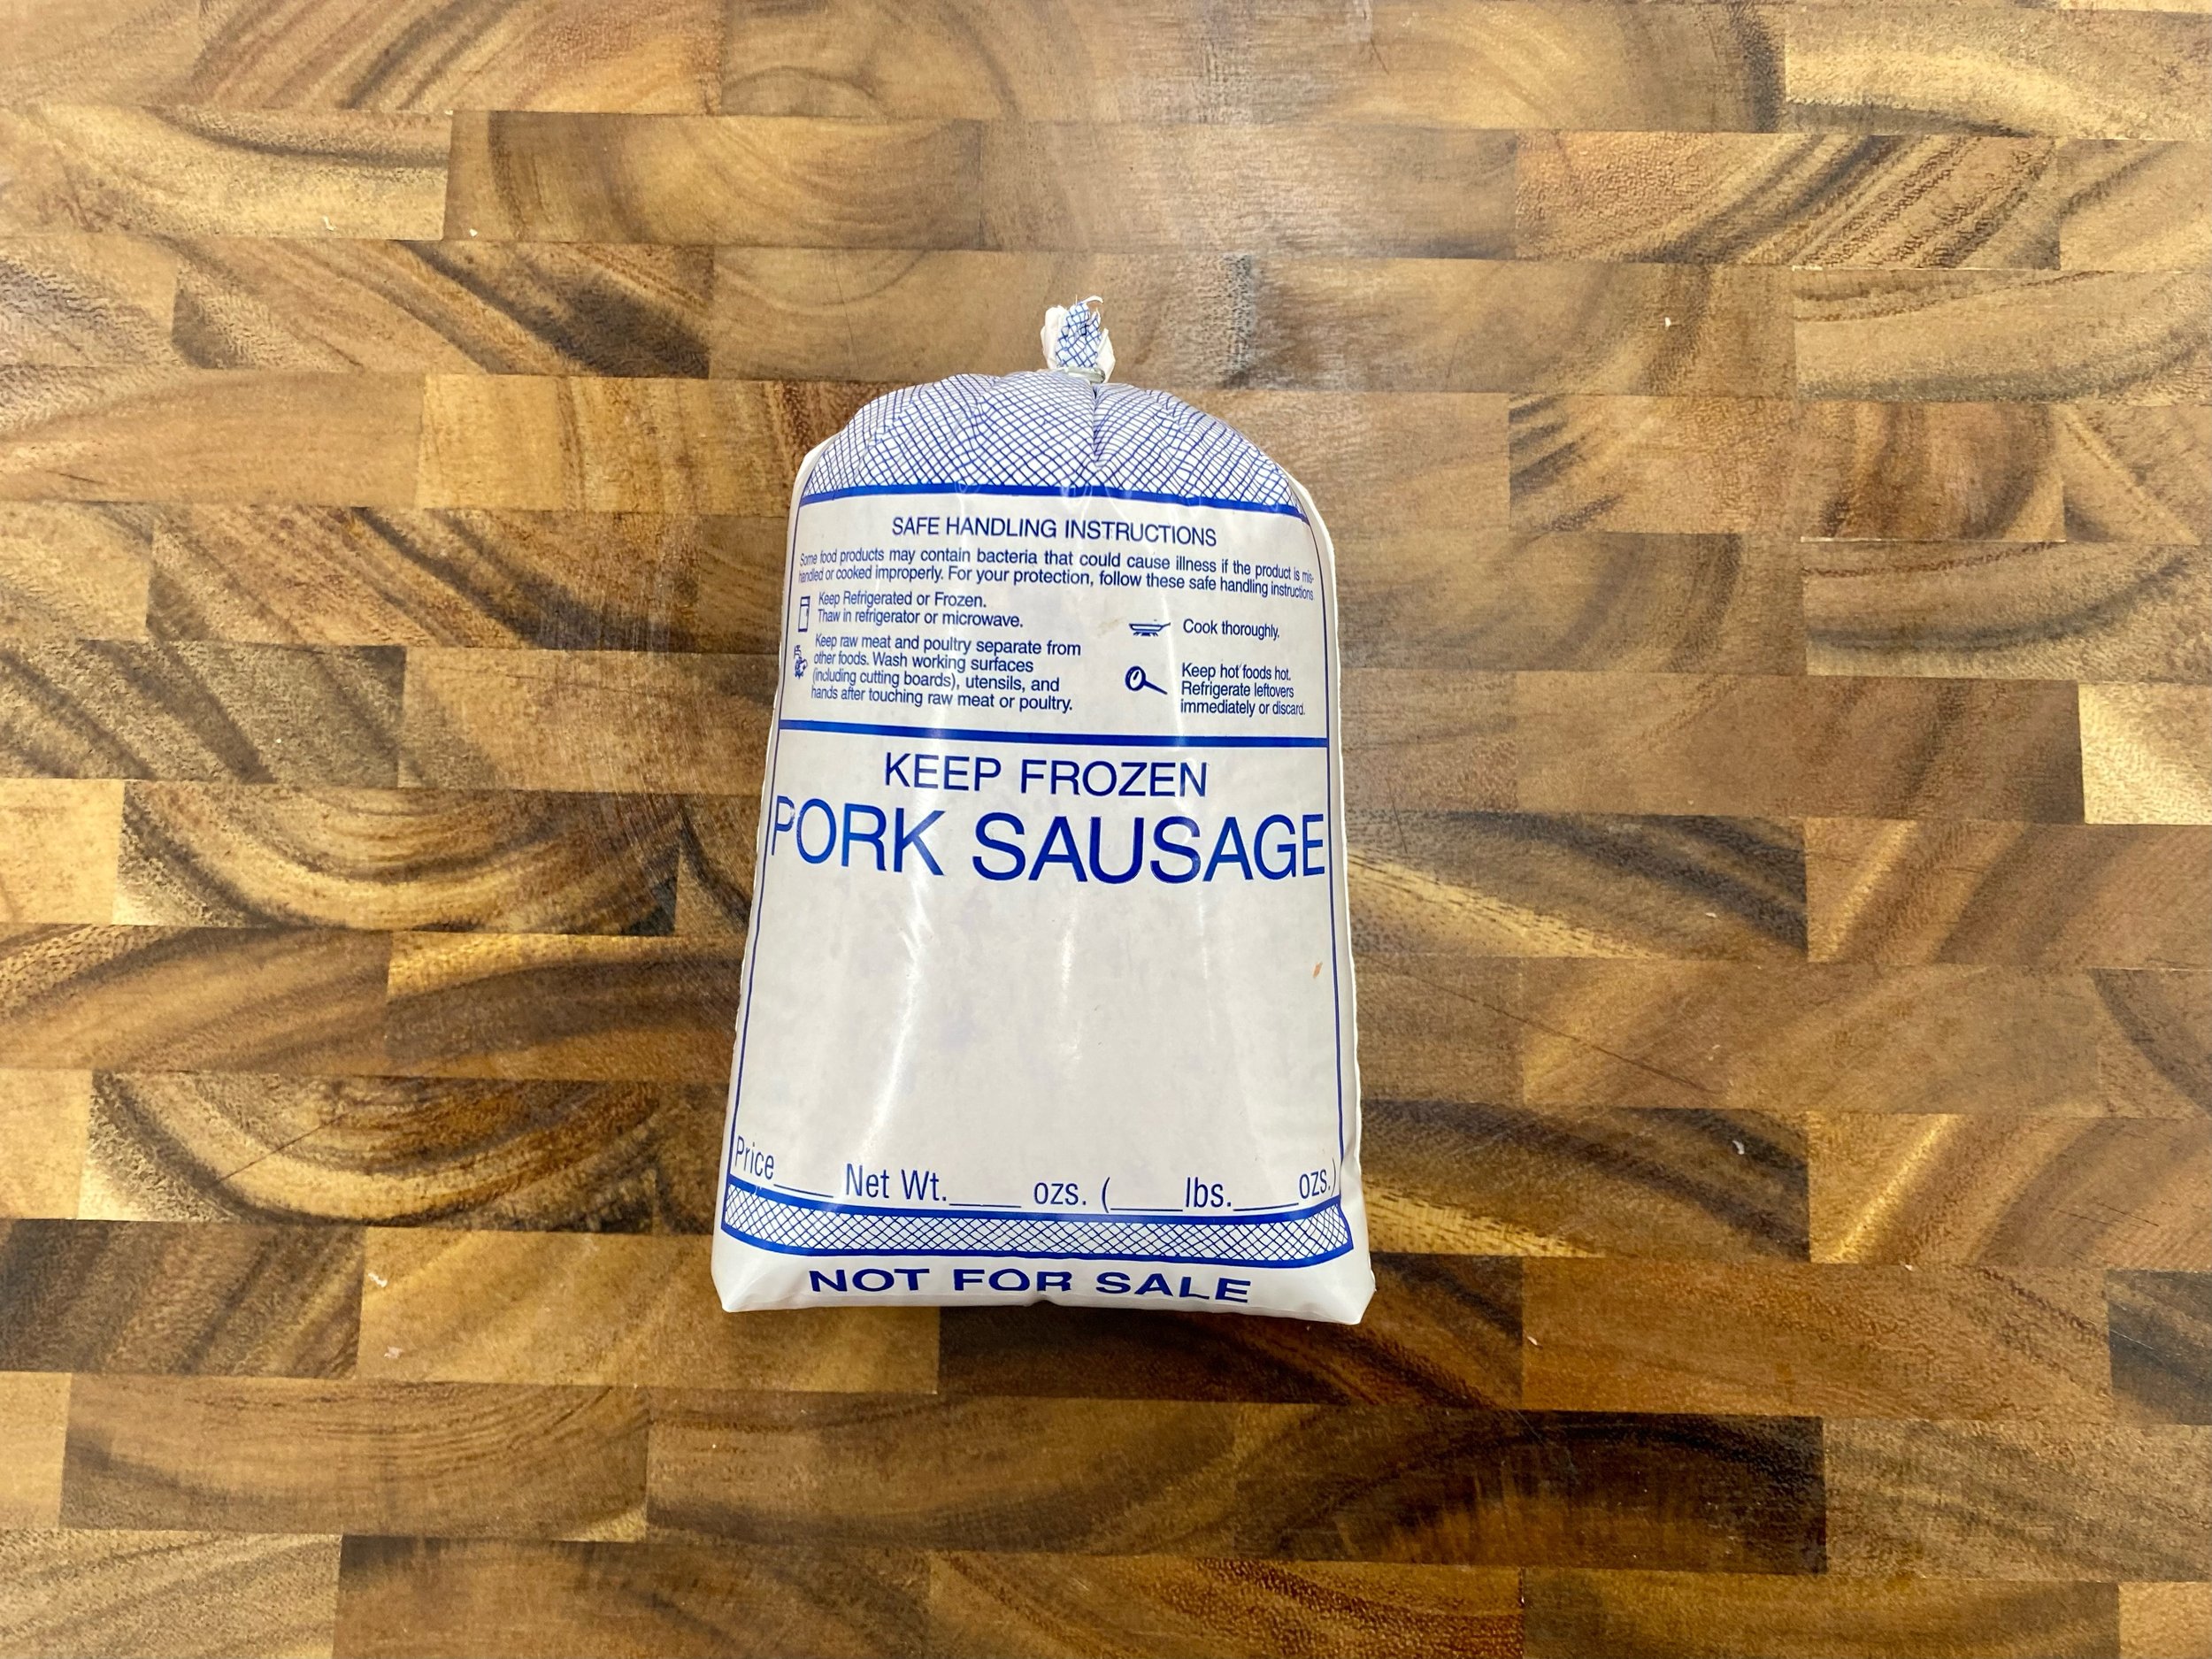 SAFE HANDLING INSTRUCTIONS
Some food products may contain bacteria that could cause illness if the product is mis-
handled or cooked improperly. For your protection, follow these safe handling instructions
Keep Refrigerated or Frozen.
Thaw in refrigerator or microwave.
Keep raw meat and poultry separate from
other foods. Wash working surfaces
(including cutting boards), utensils, and
hands after touching raw meat or poultry.
Cook thoroughly.
Keep hot foods hot.
Refrigerate leftovers
immediately or discard.
KEEP FROZEN
PORK SAUSAGE
Price____ Net Wt.____ ozs. (____lbs.____ozs.)
NOT FOR SALE